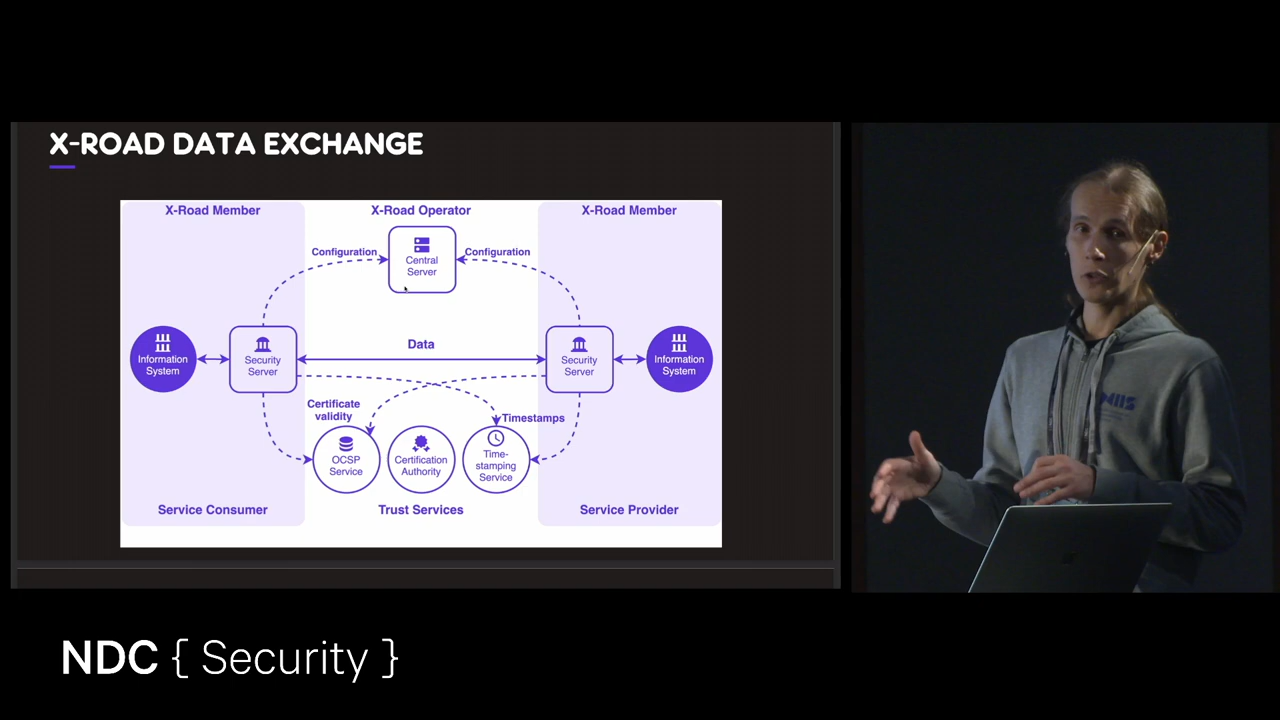 X-ROAD DATA EXCHANGE
X-Road Member
X-Road Operator
X-Road Member
Configuration
Central
Server
Configuration
Information
System
Security
Server
Data
Security
Server
Information
System
Certificate
validity
Timestamps
OCSP
Service
Certification
Authority
Time-
stamping
Service
Service Consumer
Trust Services
Service Provider
NIIS
NDC { Security }